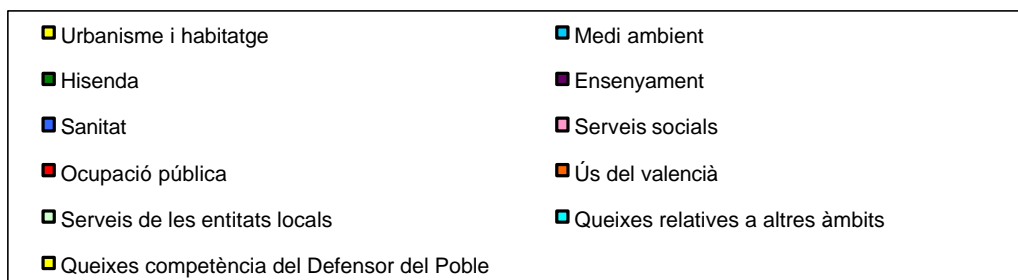 Urbanisme i habitatge
Medi ambient
Hisenda
Ensenyament
Sanitat
Serveis socials
Ocupació pública
Ús del valencià
Serveis de les entitats locals
Queixes relatives a altres àmbits
Queixes competència del Defensor del Poble